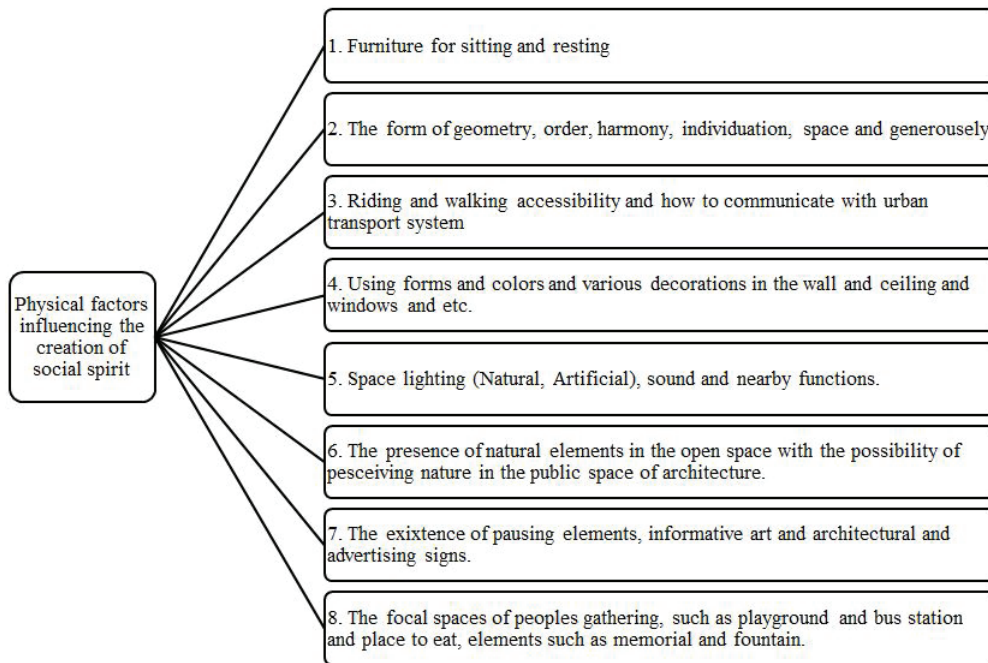 Physical factors
influencing the
creation of
social spirit
1. Furniture for sitting and resting
2. The form of geometry, order, harmony, individuation, space and generousely
3. Riding and walking accessibility and how to communicate with urban
transport system
4. Using forms and colors and various decorations in the wall and ceiling and
windows and etc.
5. Space lighting (Natural, Artificial), sound and nearby functions.
6. The presence of natural elements in the open space with the possibility of
pesceiving nature in the public space of architecture.
7. The exixtence of pausing elements, informative art and architectural and
advertising signs.
8. The focal spaces of peoples gathering, such as playground and bus station
and place to eat, elements such as memorial and fountain.